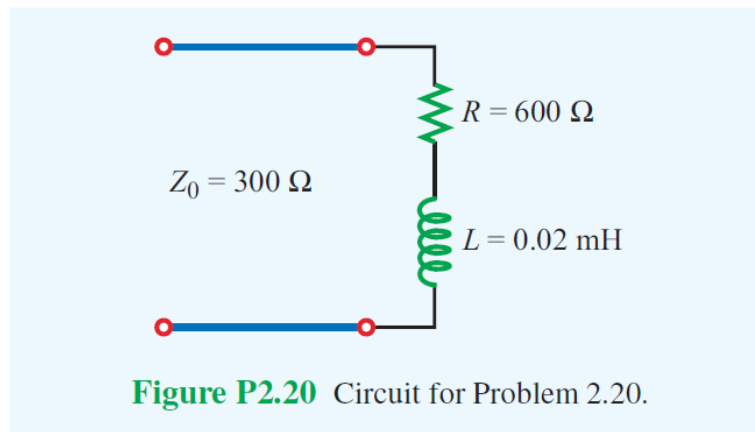 R = 600 Ω
Z₀ = 300 Ω
L = 0.02 mH
Figure P2.20 Circuit for Problem 2.20.